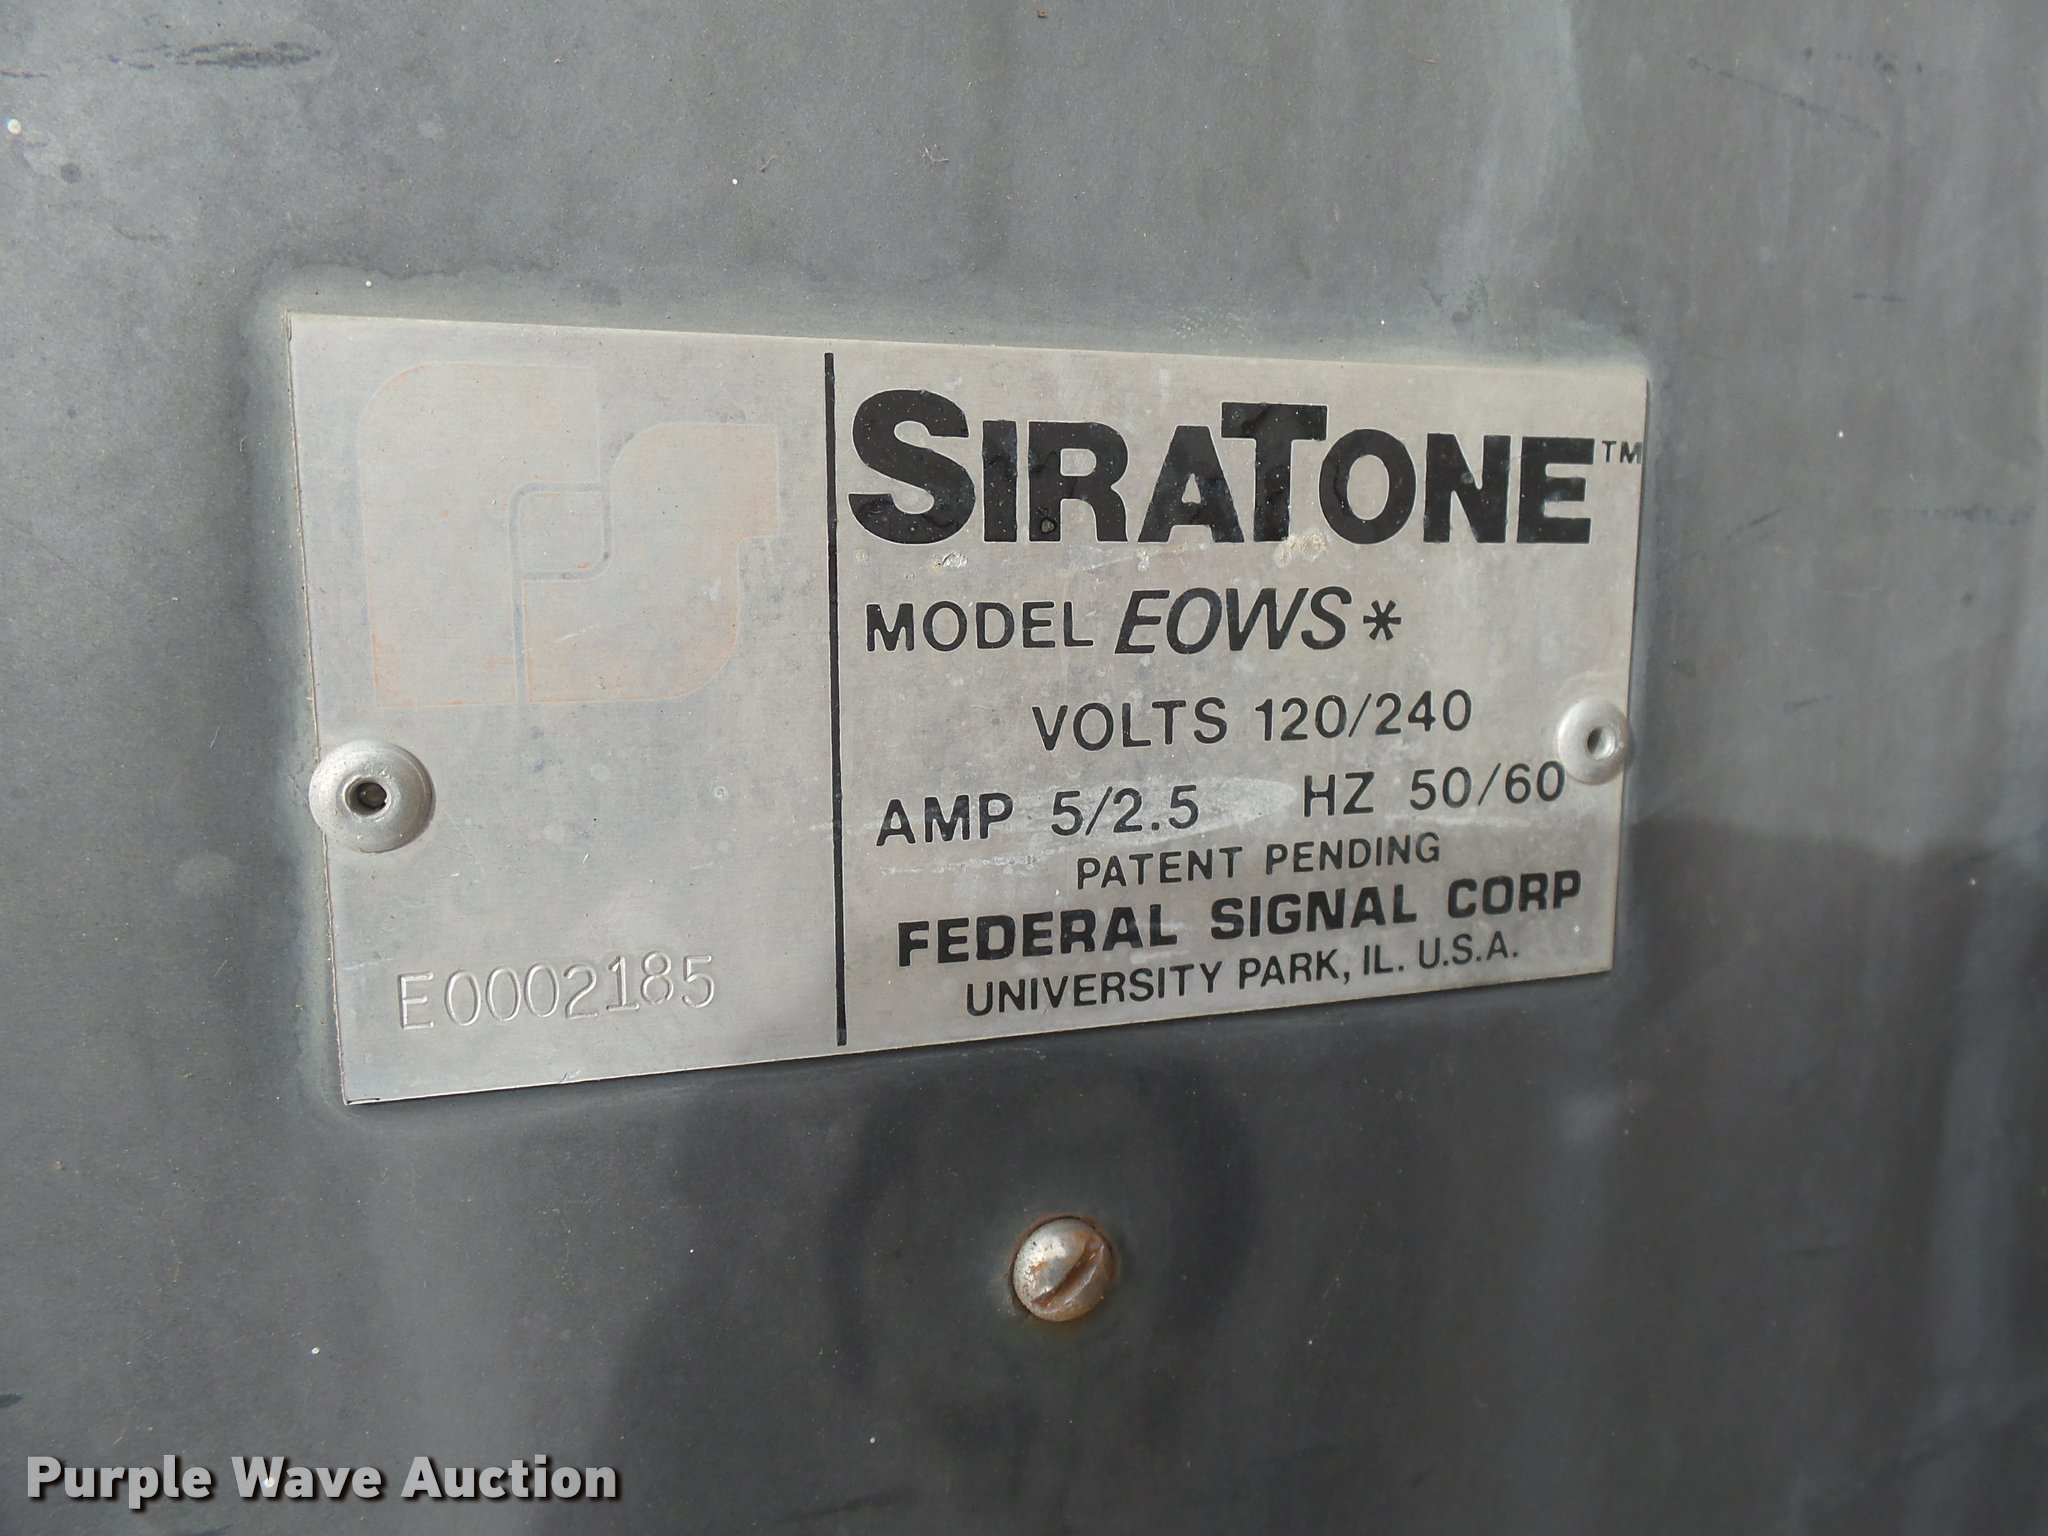 SIRATONE™
MODEL EOWS*
VOLTS 120/240
AMP 5/2.5 HZ 50/60
PATENT PENDING
FEDERAL SIGNAL CORP
UNIVERSITY PARK, IL. U.S.A.
E0002185
Purple Wave Auction